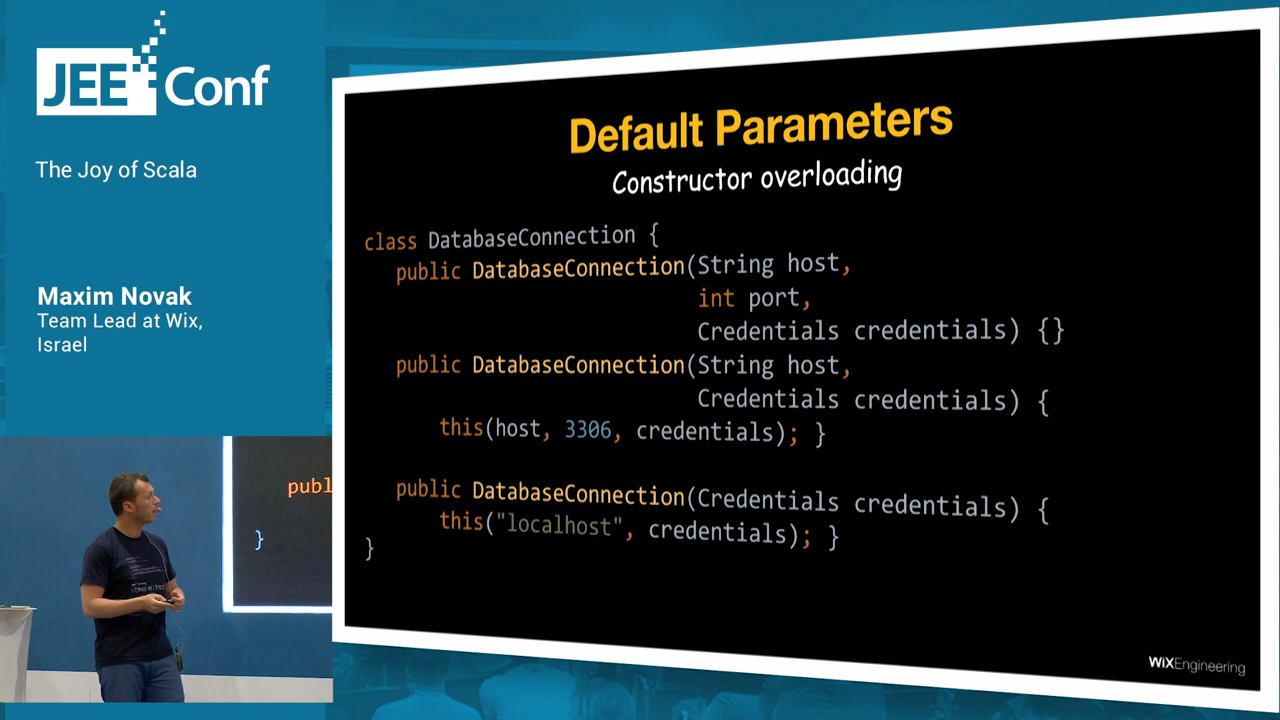 JEE Conf
The Joy of Scala
Maxim Novak
Team Lead at Wix,
Israel
Default Parameters
Constructor overloading
class DatabaseConnection {
public DatabaseConnection(String host,
int port,
Credentials credentials) {}
public DatabaseConnection(String host,
Credentials credentials) {
this(host, 3306, credentials); }
public DatabaseConnection(Credentials credentials) {
this("localhost", credentials); }
}
publ
}
WiXEngineering